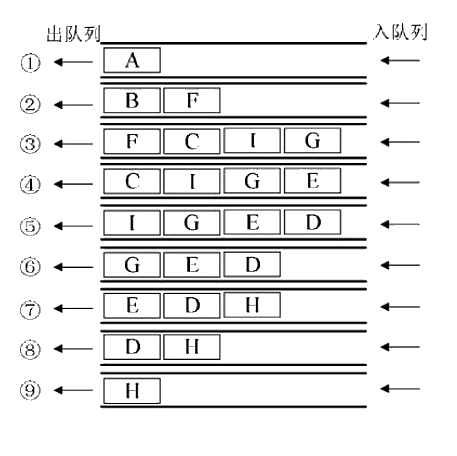 出队列 入队列
① A
② B F
③ F C I G
④ C I G E
⑤ I G E D
⑥ G E D
⑦ E D H
⑧ D H
⑨ H